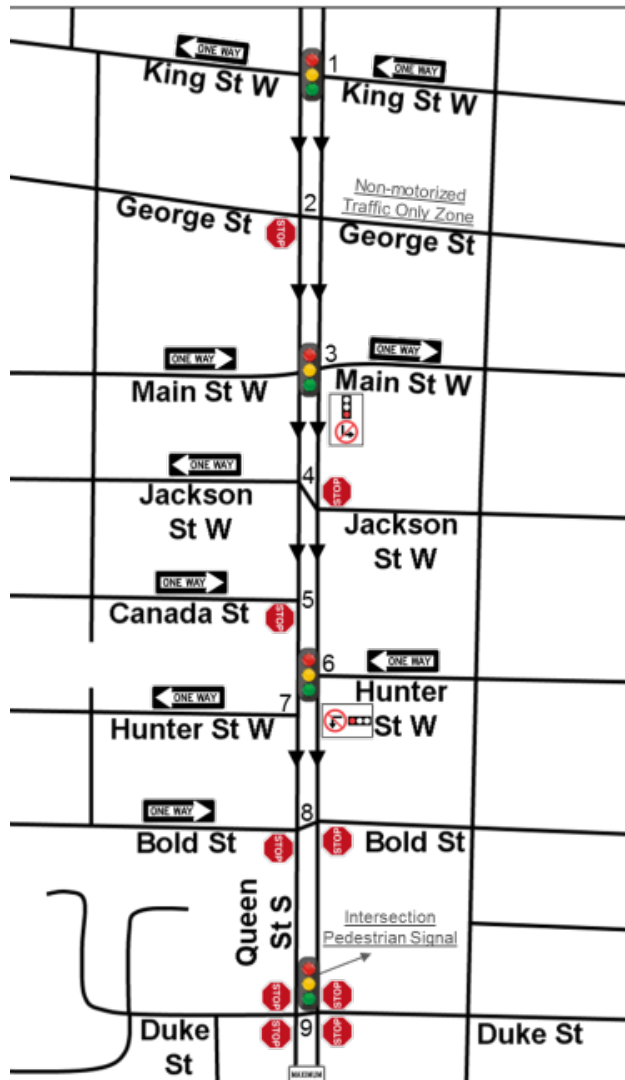 ONE WAY
ONE WAY
1
King St W
King St W
Non-motorized
Traffic Only Zone
2
George St
George St
STOP
3
ONE WAY
ONE WAY
Main St W
Main St W
ONE WAY
4
STOP
Jackson
St W
Jackson
St W
ONE WAY
5
Canada St
STOP
6
ONE WAY
Hunter
St W
ONE WAY
7
Hunter St W
ONE WAY
8
Bold St
Bold St
STOP
STOP
Queen
St S
Intersection
Pedestrian Signal
STOP
STOP
9
Duke
St
STOP
STOP
Duke St
MAXIMUM